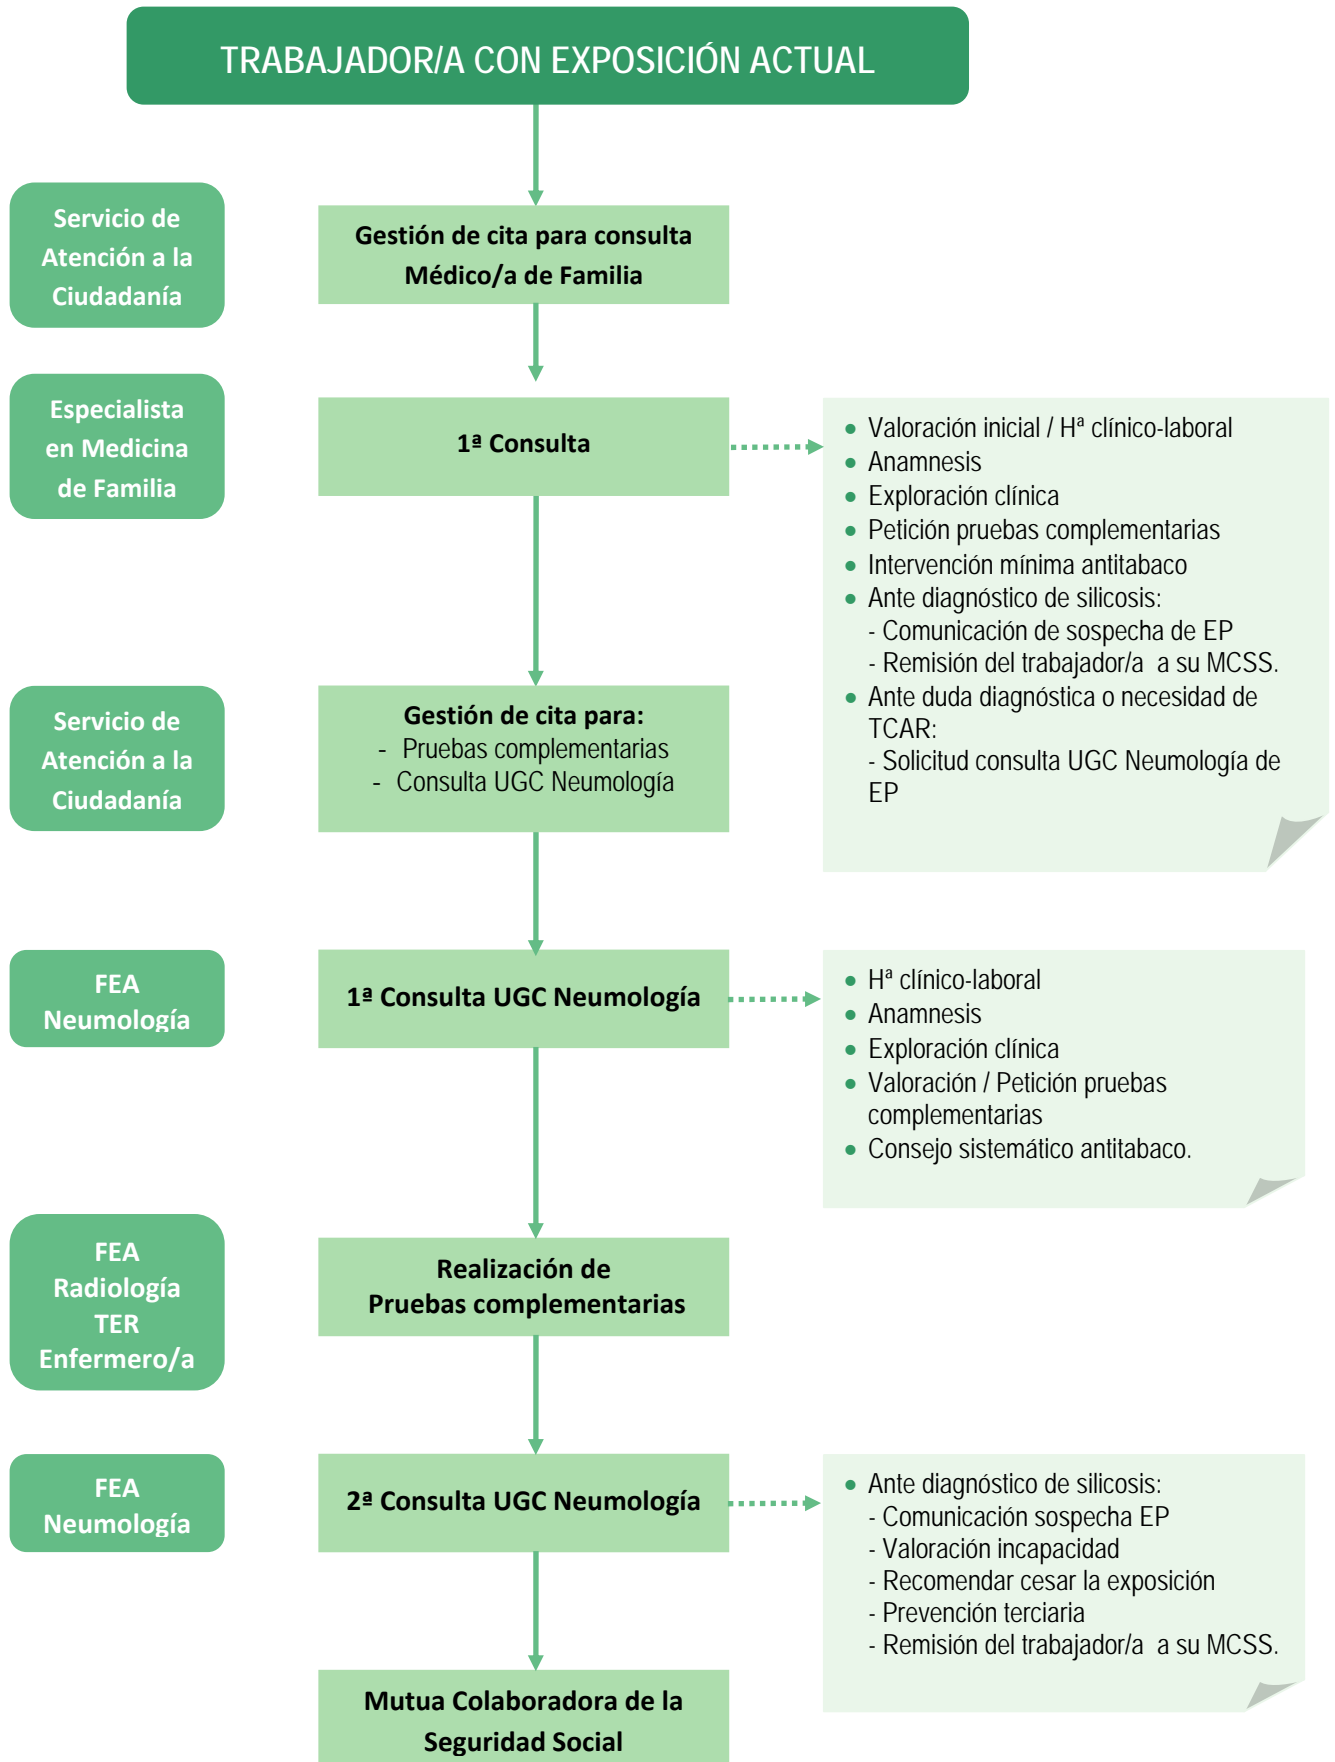 TRABAJADOR/A CON EXPOSICIÓN ACTUAL
Servicio de
Atención a la
Ciudadanía
Gestión de cita para consulta
Médico/a de Familia
Especialista
en Medicina
de Familia
1ª Consulta
• Valoración inicial / Hª clínico-laboral
• Anamnesis
• Exploración clínica
• Petición pruebas complementarias
• Intervención mínima antitabaco
• Ante diagnóstico de silicosis:
- Comunicación de sospecha de EP
- Remisión del trabajador/a a su MCSS.
• Ante duda diagnóstica o necesidad de
TCAR:
- Solicitud consulta UGC Neumología de
EP
Servicio de
Atención a la
Ciudadanía
Gestión de cita para:
- Pruebas complementarias
- Consulta UGC Neumología
FEA
Neumología
1ª Consulta UGC Neumología
• Hª clínico-laboral
• Anamnesis
• Exploración clínica
• Valoración / Petición pruebas
complementarias
• Consejo sistemático antitabaco.
FEA
Radiología
TER
Enfermero/a
Realización de
Pruebas complementarias
FEA
Neumología
2ª Consulta UGC Neumología
• Ante diagnóstico de silicosis:
- Comunicación sospecha EP
- Valoración incapacidad
- Recomendar cesar la exposición
- Prevención terciaria
- Remisión del trabajador/a a su MCSS.
Mutua Colaboradora de la
Seguridad Social